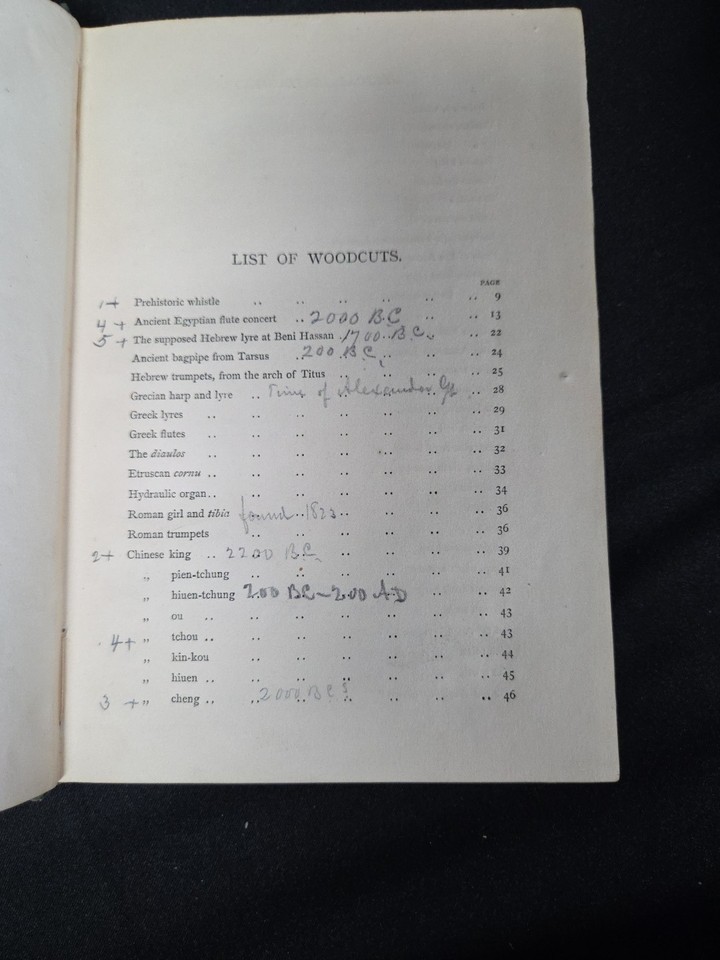 LIST OF WOODCUTS.
PAGE
1+ Prehistoric whistle .. .. .. .. .. .. 9
4+ Ancient Egyptian flute concert .. 2000 B.C .. .. 13
5+ The supposed Hebrew lyre at Beni Hassan .1700..B.C. .. 22
Ancient bagpipe from Tarsus .. 200 B.C, .. .. .. 24
Hebrew trumpets, from the arch of Titus .. .. .. .. 25
Grecian harp and lyre .. Time of Alexander Gt .. 28
Greek lyres .. .. .. .. .. .. .. 29
Greek flutes .. .. .. .. .. .. .. 31
The diaulos .. .. .. .. .. .. 32
Etruscan cornu .. .. .. .. .. .. .. 33
Hydraulic organ.. .. .. .. .. .. .. 34
Roman girl and tibia found .. .. .. .. 36
Roman trumpets .. .. .. .. .. .. 36
2+ Chinese king .. 2200 B.C. .. .. .. .. 39
„ pien-tchung .. .. .. .. .. .. 41
„ hiuen-tchung 200 BC-200 AD .. .. 42
„ ou .. .. .. .. .. .. .. 43
4+ „ tchou .. .. .. .. .. .. .. 43
„ kin-kou .. .. .. .. .. .. 44
„ hiuen .. .. .. .. .. .. .. 45
3 + „ cheng .. .. 2000 B C ? .. .. .. .. 46